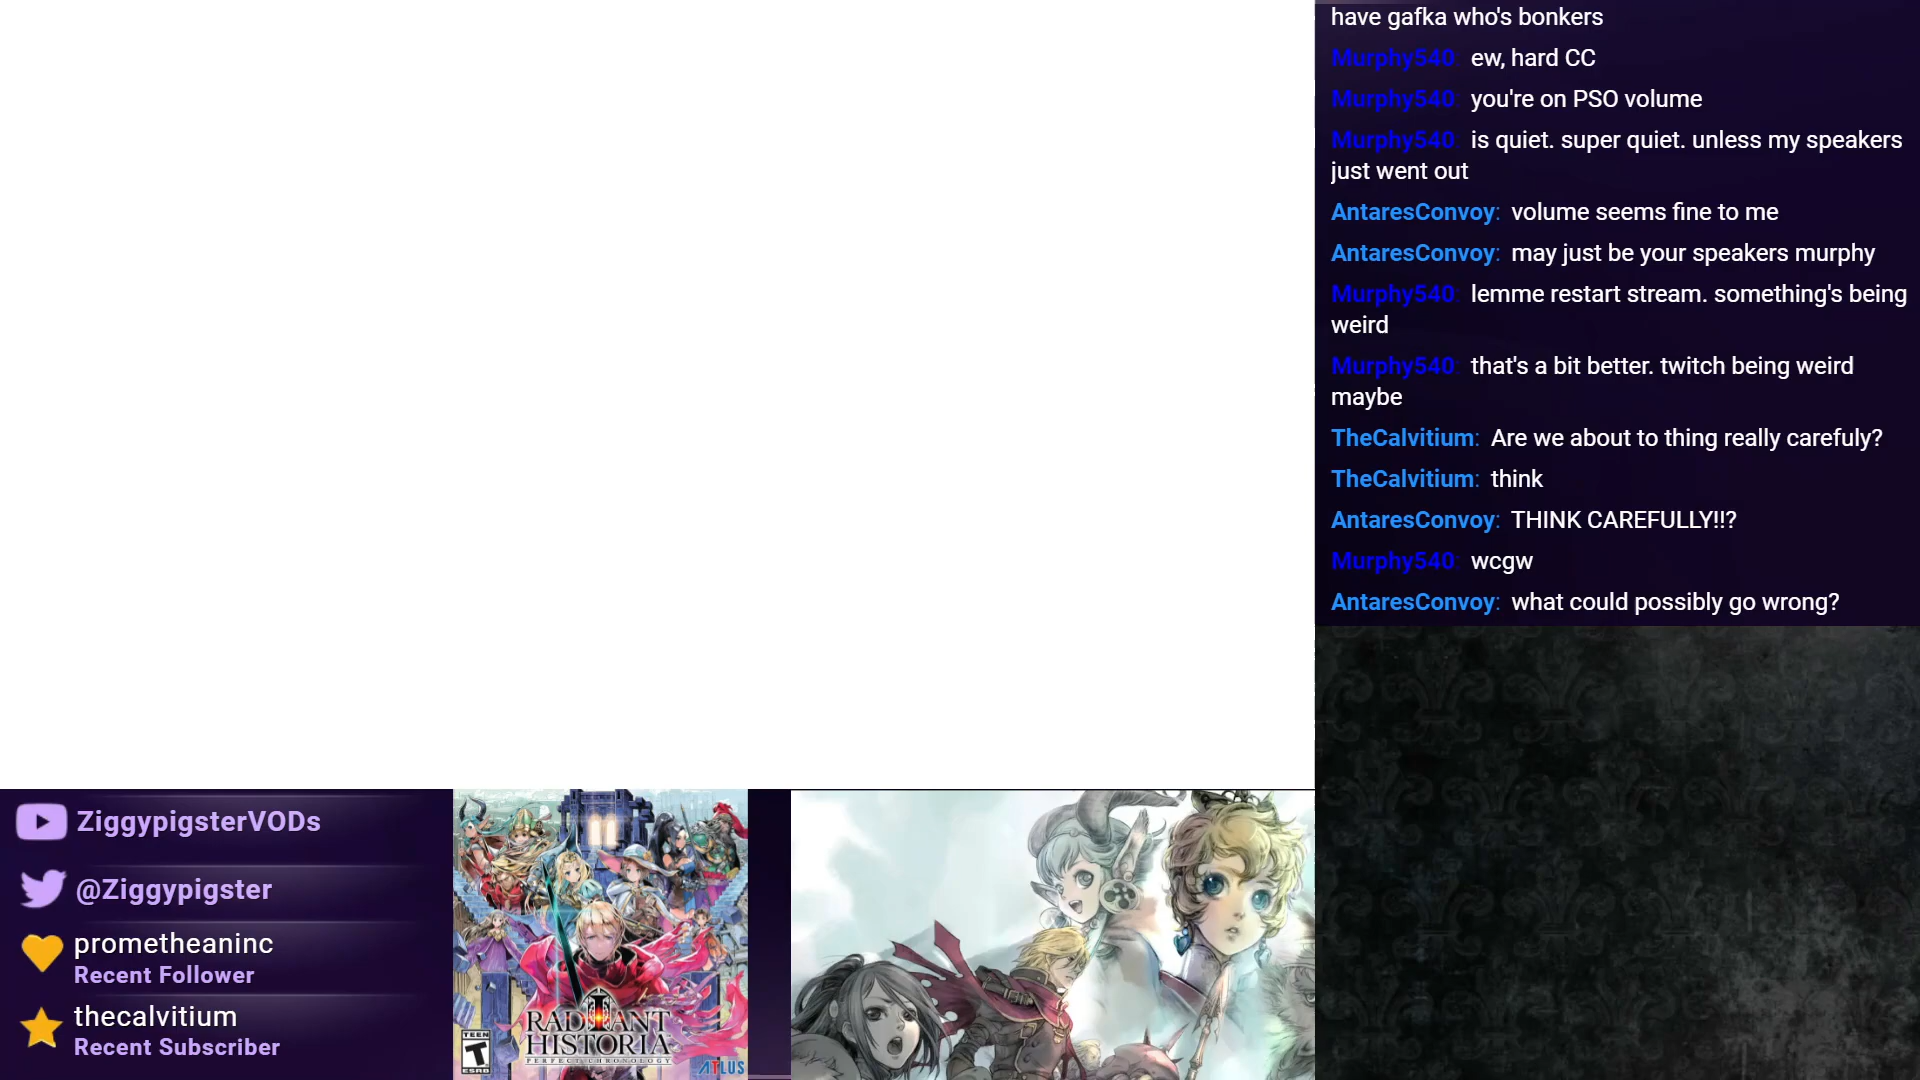 have gafka who's bonkers
Murphy540: ew, hard CC
Murphy540: you're on PSO volume
Murphy540: is quiet. super quiet. unless my speakers
just went out
AntaresConvoy: volume seems fine to me
AntaresConvoy: may just be your speakers murphy
Murphy540: lemme restart stream. something's being
weird
Murphy540: that's a bit better. twitch being weird
maybe
TheCalvitium: Are we about to thing really carefuly?
TheCalvitium: think
AntaresConvoy: THINK CAREFULLY!!?
Murphy540: wcgw
AntaresConvoy: what could possibly go wrong?
ZiggypigsterVODs
@Ziggypigster
prometheaninc
Recent Follower
thecalvitium
Recent Subscriber
RADIANT
HISTORIA
PERFECT CHRONOLOGY
TEEN
T
ESRB
ATLUS